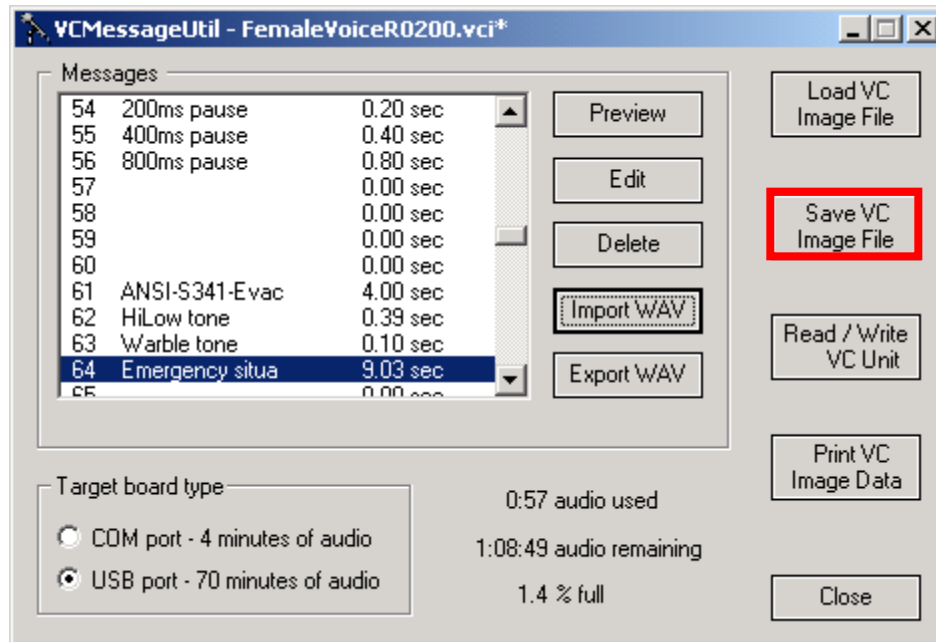 VCMessageUtil - FemaleVoiceR0200.vci*
Messages
54 200ms pause 0.20 sec
55 400ms pause 0.40 sec
56 800ms pause 0.80 sec
57 0.00 sec
58 0.00 sec
59 0.00 sec
60 0.00 sec
61 ANSI-S341-Evac 4.00 sec
62 HiLow tone 0.39 sec
63 Warble tone 0.10 sec
64 Emergency situa 9.03 sec
Preview
Edit
Delete
Import WAV
Export WAV
Load VC
Image File
Save VC
Image File
Read / Write
VC Unit
Print VC
Image Data
Close
Target board type
COM port - 4 minutes of audio
USB port - 70 minutes of audio
0:57 audio used
1:08:49 audio remaining
1.4 % full